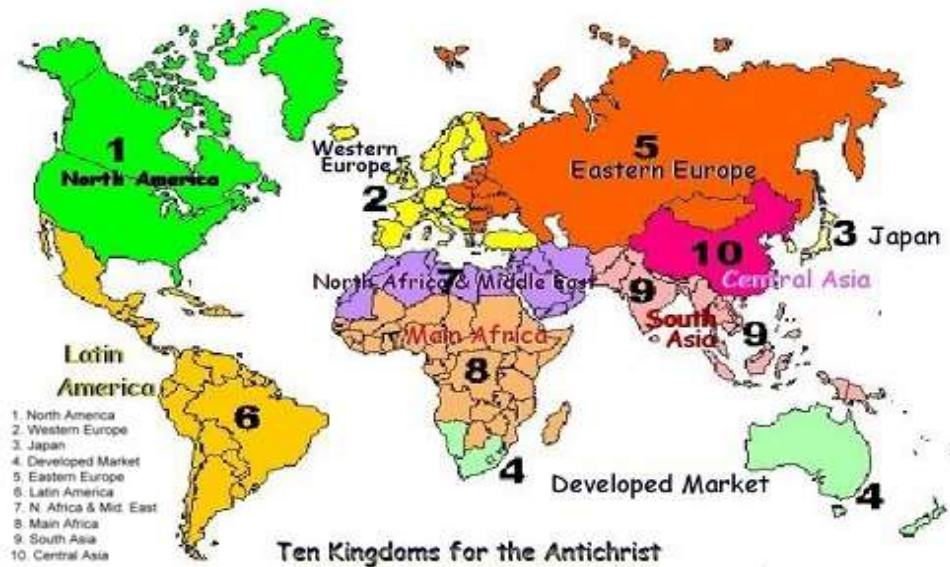 1
North America
Western
Europe
2
5
Eastern Europe
3 Japan
10
Central Asia
7
North Africa & Middle East
9
South
Asia
9
Main Africa
8
Latin
America
6
4
Developed Market
4
1. North America
2. Western Europe
3. Japan
4. Developed Market
5. Eastern Europe
6. Latin America
7. N. Africa & Mid. East
8. Main Africa
9. South Asia
10. Central Asia
Ten Kingdoms for the Antichrist